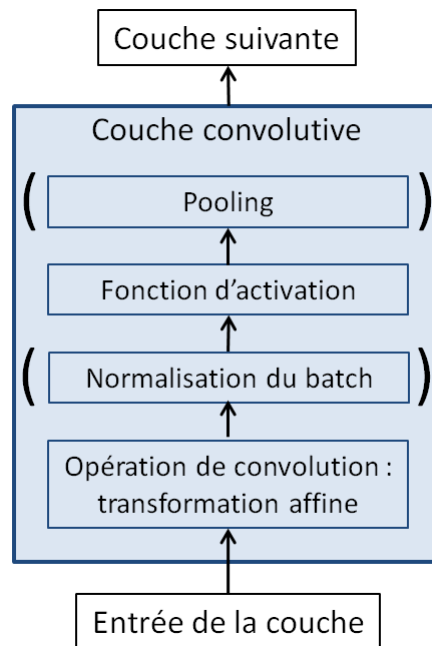 Couche suivante
Couche convolutive
( Pooling )
Fonction d'activation
( Normalisation du batch )
Opération de convolution :
transformation affine
Entrée de la couche